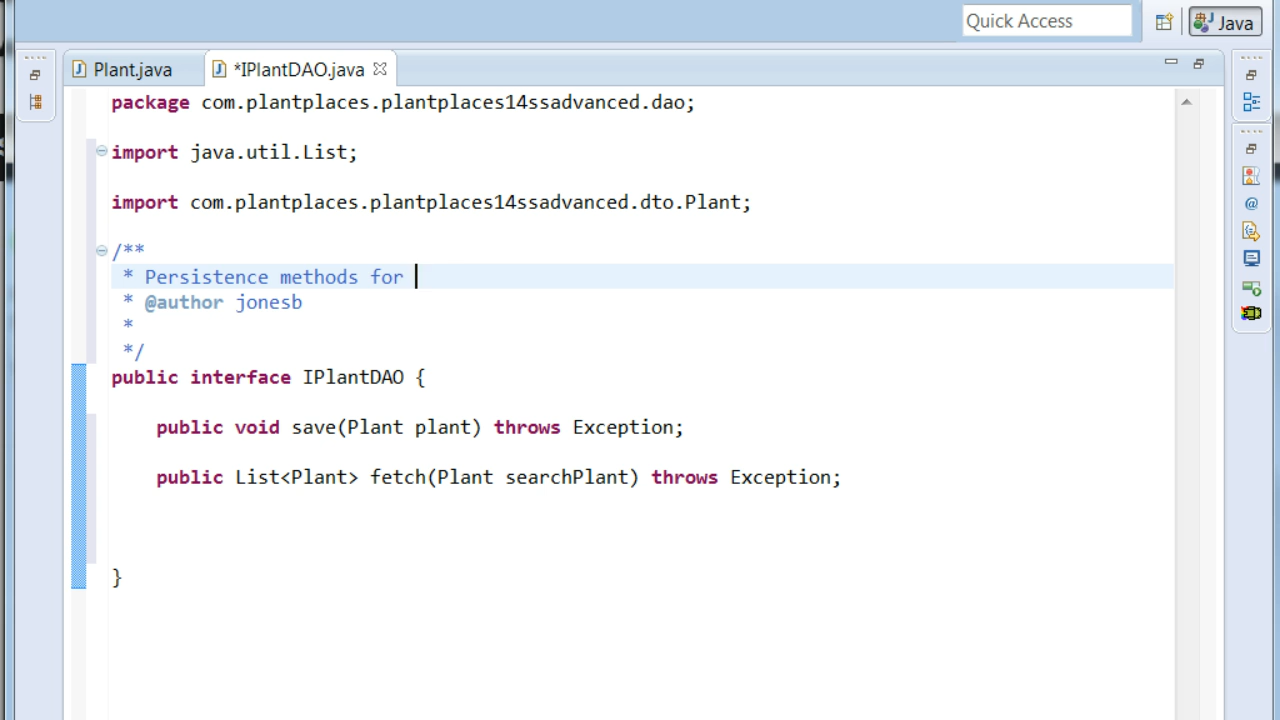 Quick Access
Java
Plant.java
*IPlantDAO.java
package com.plantplaces.plantplaces14ssadvanced.dao;
import java.util.List;
import com.plantplaces.plantplaces14ssadvanced.dto.Plant;
/**
* Persistence methods for
* @author jonesb
*
*/
public interface IPlantDAO {
public void save(Plant plant) throws Exception;
public List<Plant> fetch(Plant searchPlant) throws Exception;
}